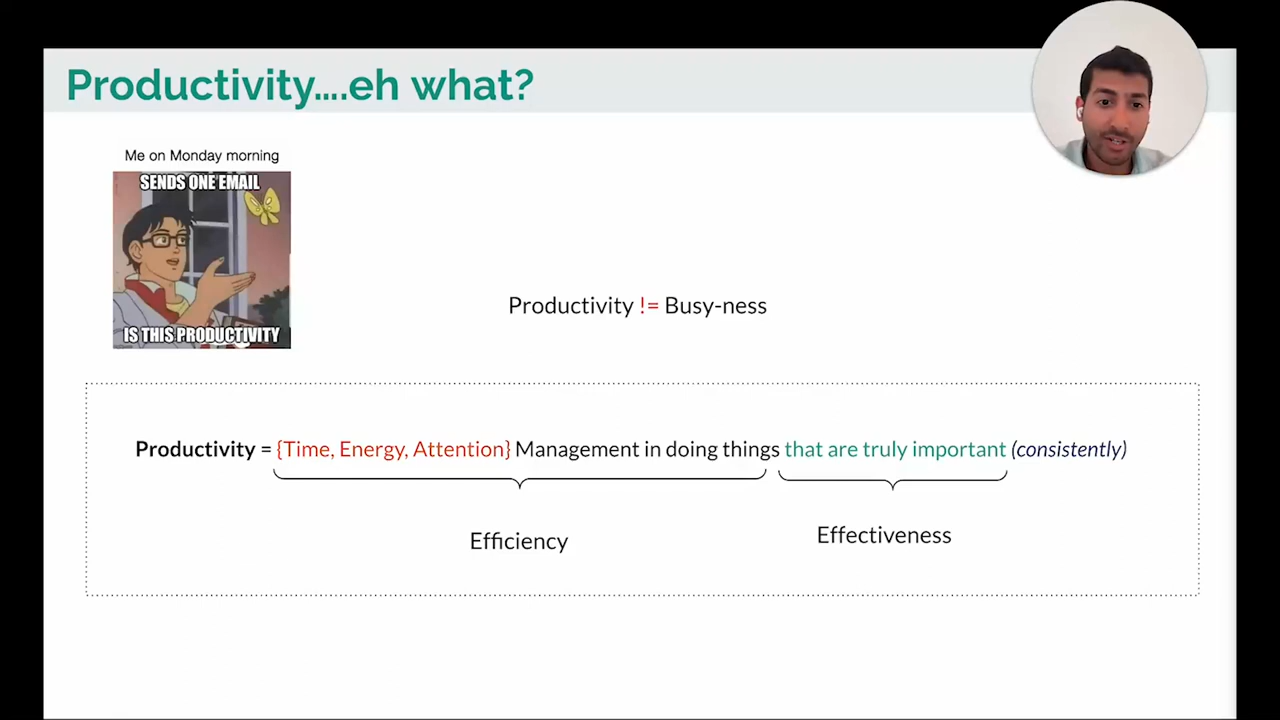 Productivity....eh what?
Me on Monday morning
SENDS ONE EMAIL
IS THIS PRODUCTIVITY
Productivity != Busy-ness
Productivity = {Time, Energy, Attention} Management in doing things that are truly important (consistently)
Efficiency
Effectiveness